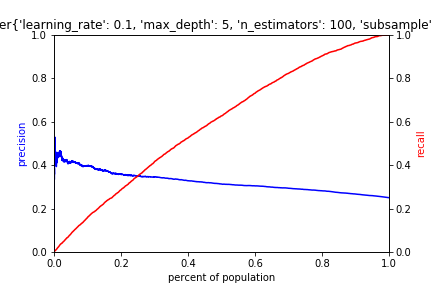 er{'learning_rate': 0.1, 'max_depth': 5, 'n_estimators': 100, 'subsample'
1.0 1.0
0.8 0.8
0.6 0.6
precision recall
0.4 0.4
0.2 0.2
0.0 0.0
0.0 0.2 0.4 0.6 0.8 1.0
percent of population